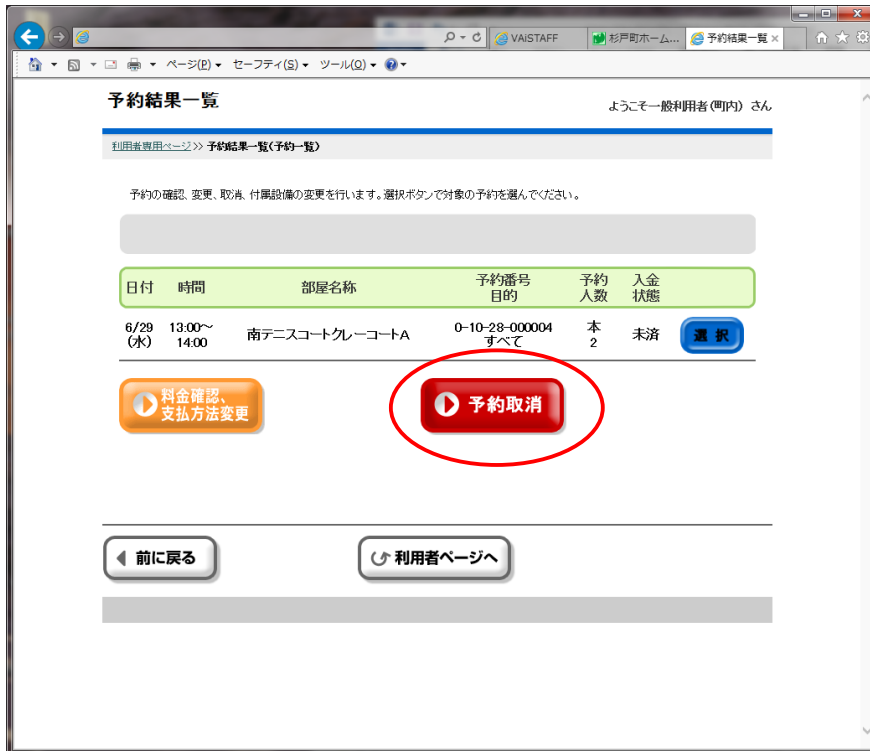 VAiSTAFF
杉戸町ホーム...
予約結果一覧
ページ(P) セーフティ(S) ツール(O)
予約結果一覧
ようこそ一般利用者(町内) さん
利用者専用ページ>> 予約結果一覧(予約一覧)
予約の確認、変更、取消、付属設備の変更を行います。選択ボタンで対象の予約を選んでください。
日付 時間 部屋名称 予約番号 予約 入金
目的 人数 状態
6/29 13:00～ 南テニスコートクレーコートA 0-10-28-000004 本 未済 選択
(水) 14:00 すべて 2
料金確認、
支払方法変更
予約取消
前に戻る
利用者ページへ